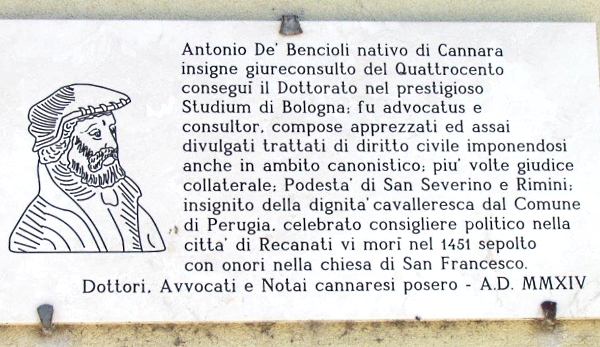 Antonio De' Bencioli nativo di Cannara
insigne giureconsulto del Quattrocento
conseguì il Dottorato nel prestigioso
Studium di Bologna; fu advocatus e
consultor, compose apprezzati ed assai
divulgati trattati di diritto civile imponendosi
anche in ambito canonistico; piu' volte giudice
collaterale; Podesta' di San Severino e Rimini;
insignito della dignita' cavalleresca dal Comune
di Perugia, celebrato consigliere politico nella
citta' di Recanati vi morì nel 1451 sepolto
con onori nella chiesa di San Francesco.
Dottori, Avvocati e Notai cannaresi posero - A.D. MMXIV